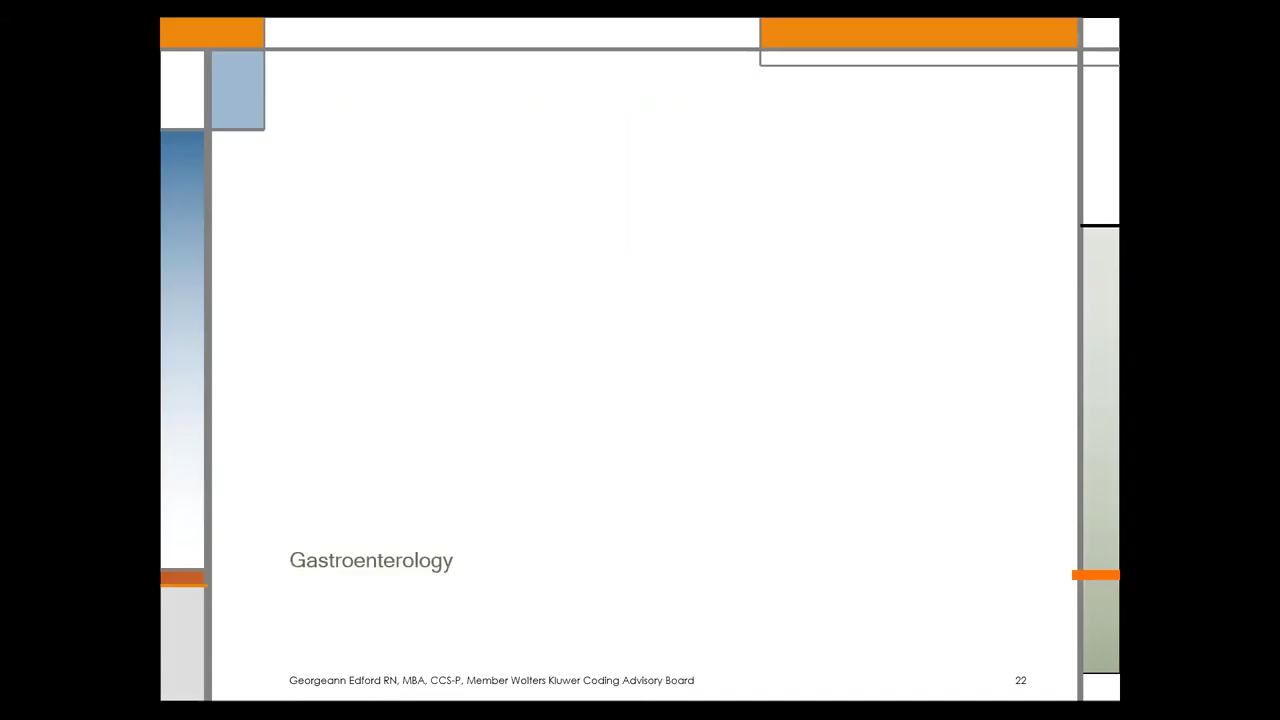 Gastroenterology
Georgeann Edford RN, MBA, CCS-P, Member Wolters Kluwer Coding Advisory Board
22